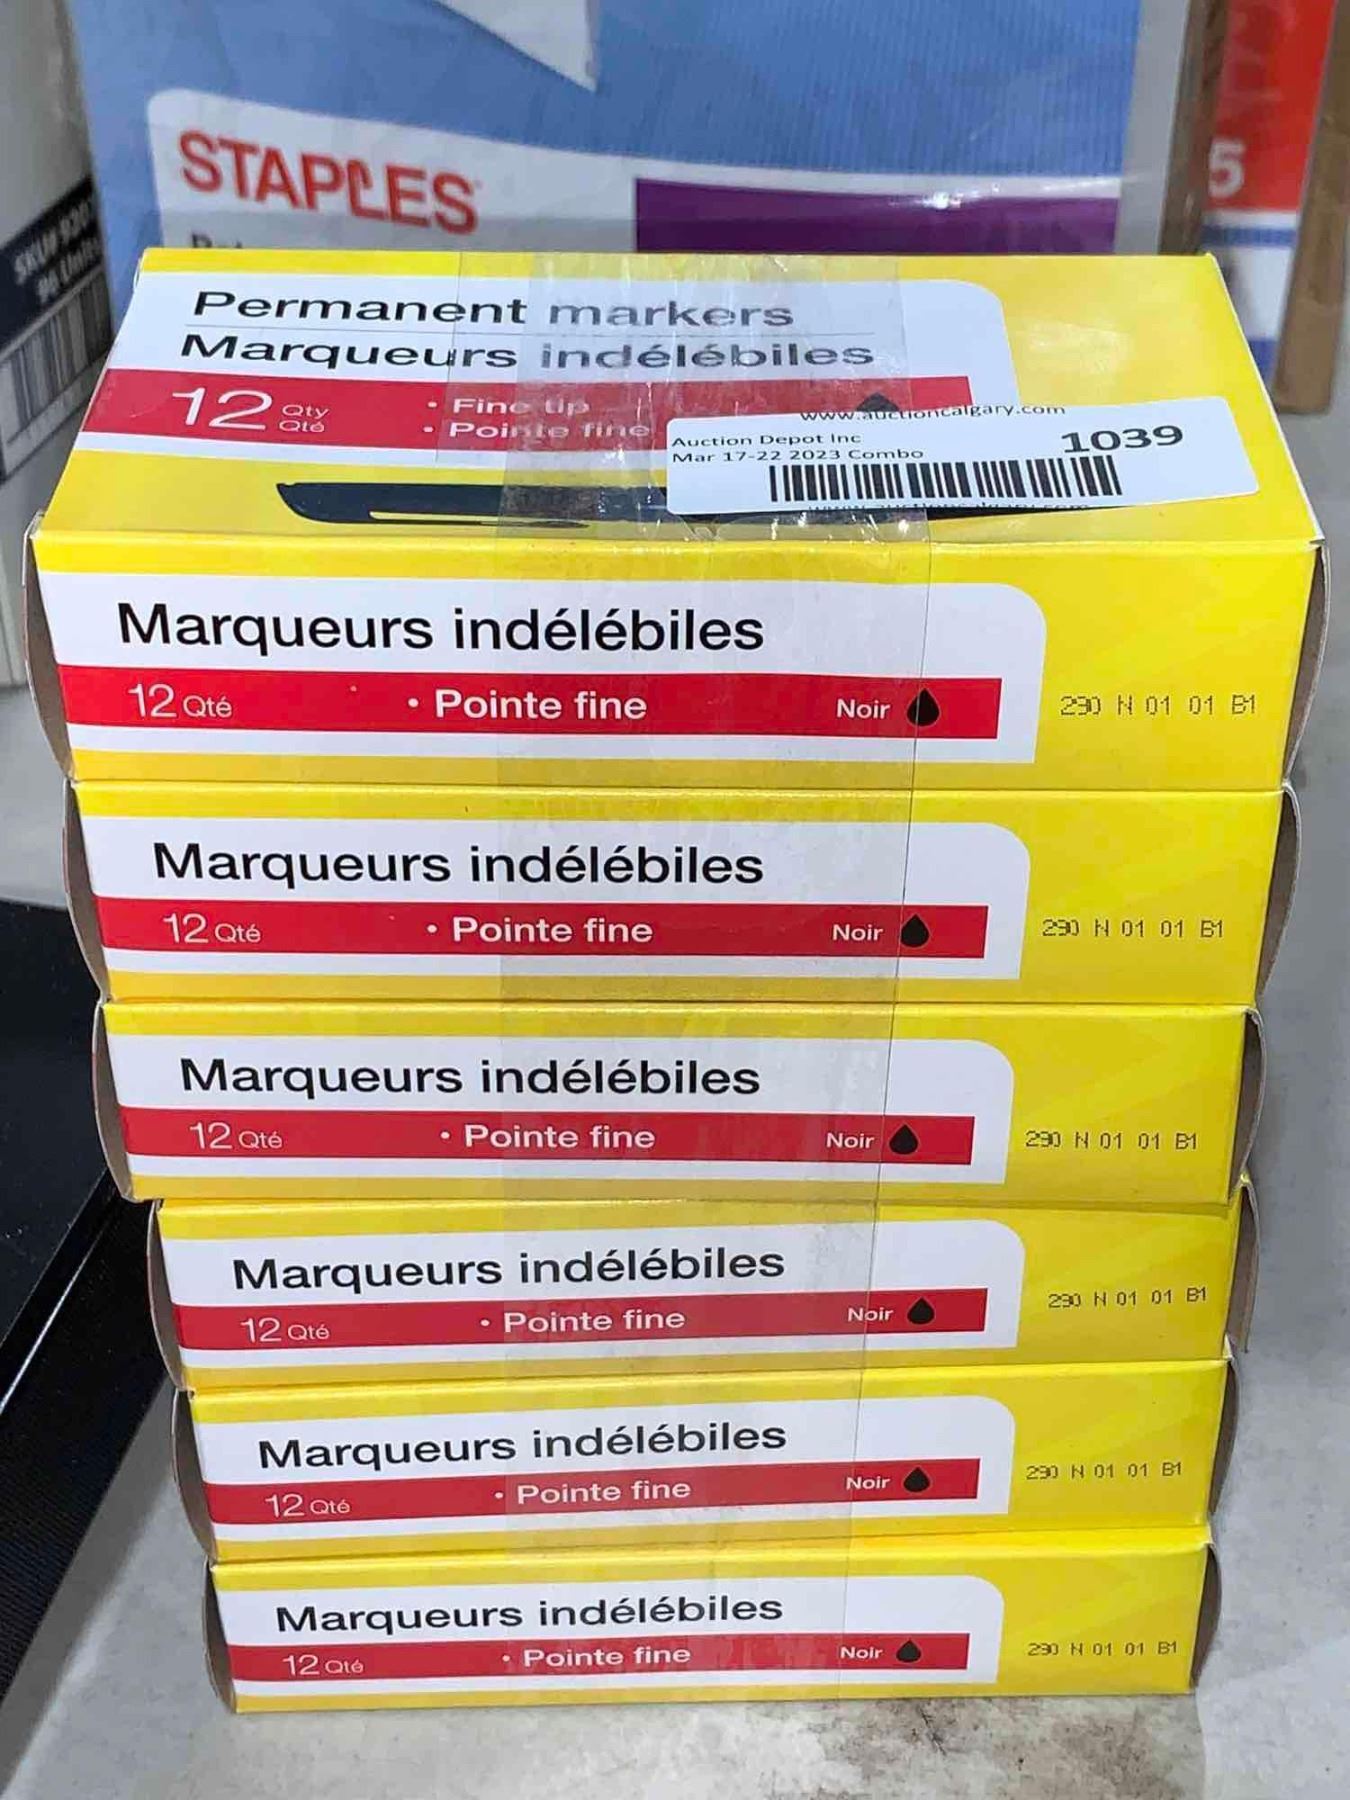 STAPLES
5
SKU# 920
Permanent markers
Marqueurs indélébiles
12 Qty
Qté
• Fine tip
• Pointe fine
www.auctioncalgary.com
Auction Depot Inc
1039
Mar 17-22 2023 Combo
Marqueurs indélébiles
12 Qté • Pointe fine Noir
290 N 01 01 B1
Marqueurs indélébiles
12 Qté • Pointe fine Noir
290 N 01 01 B1
Marqueurs indélébiles
12 Qté • Pointe fine Noir
290 N 01 01 B1
Marqueurs indélébiles
12 Qté • Pointe fine Noir
290 N 01 01 B1
Marqueurs indélébiles
12 Qté • Pointe fine Noir
290 N 01 01 B1
Marqueurs indélébiles
12 Qté • Pointe fine Noir
290 N 01 01 B1